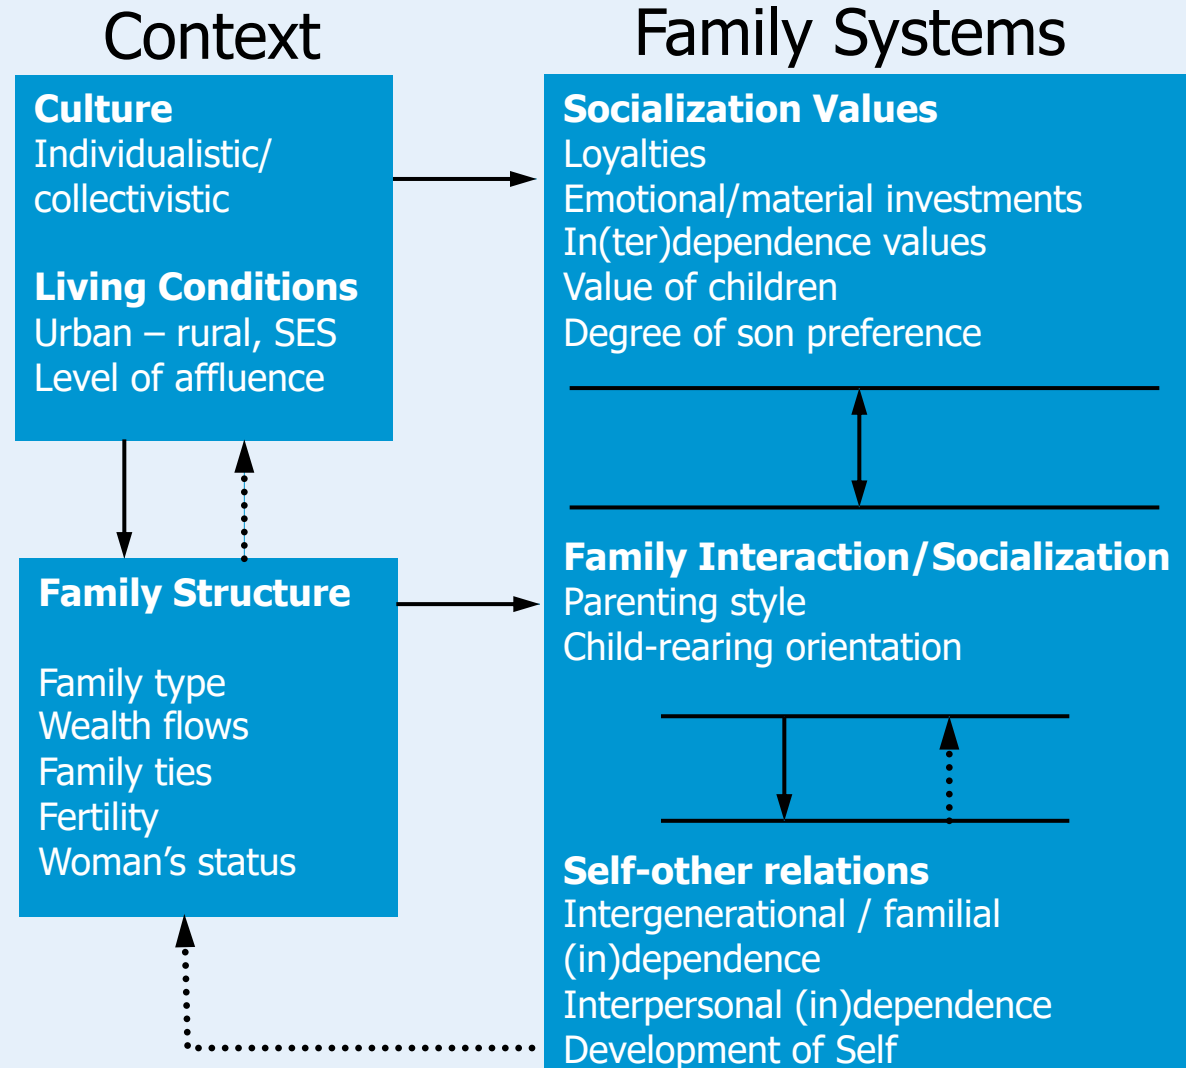 Context
Culture
Individualistic/
collectivistic
Living Conditions
Urban – rural, SES
Level of affluence
Family Structure
Family type
Wealth flows
Family ties
Fertility
Woman’s status
Family Systems
Socialization Values
Loyalties
Emotional/material investments
In(ter)dependence values
Value of children
Degree of son preference
Family Interaction/Socialization
Parenting style
Child-rearing orientation
Self-other relations
Intergenerational / familial
(in)dependence
Interpersonal (in)dependence
Development of Self